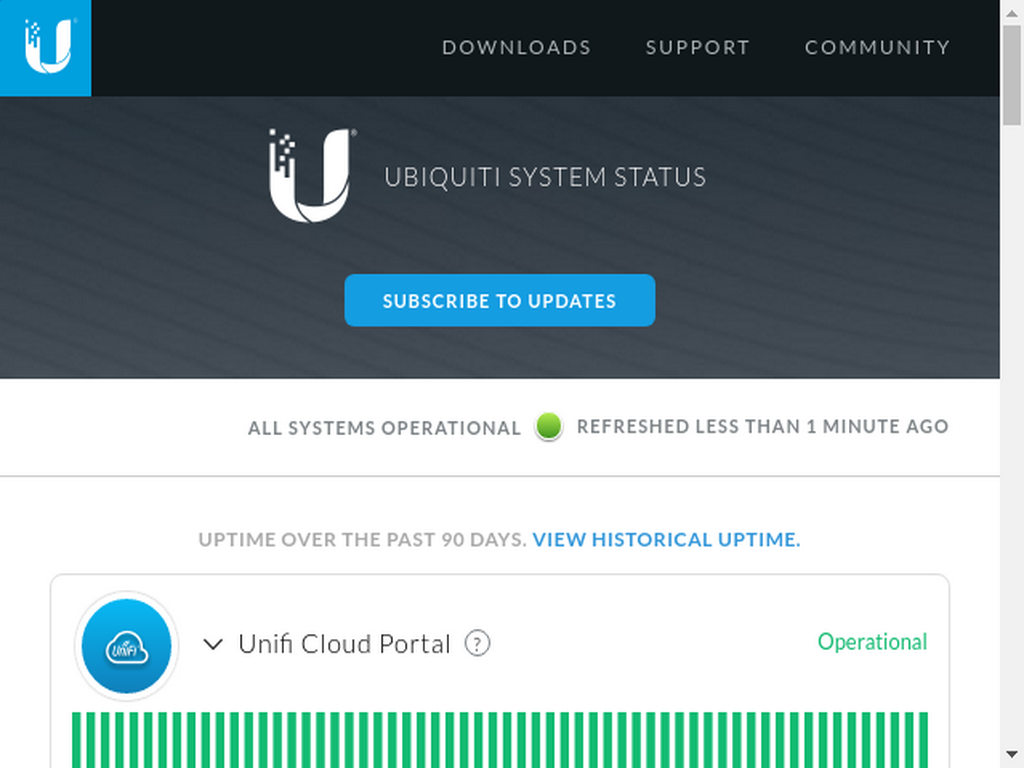 DOWNLOADS SUPPORT COMMUNITY
UBIQUITI SYSTEM STATUS
SUBSCRIBE TO UPDATES
ALL SYSTEMS OPERATIONAL REFRESHED LESS THAN 1 MINUTE AGO
UPTIME OVER THE PAST 90 DAYS. VIEW HISTORICAL UPTIME.
UniFi
Unifi Cloud Portal ? Operational